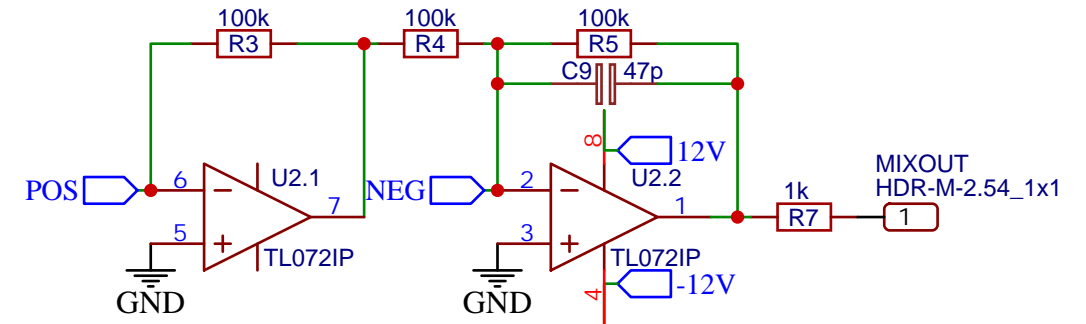 100k
R3
100k
R4
100k
R5
C9
47p
8
12V
POS
6
5
U2.1
7
TL072IP
GND
NEG
2
3
U2.2
1
TL072IP
GND
4
-12V
1k
R7
MIXOUT
HDR-M-2.54_1x1
1